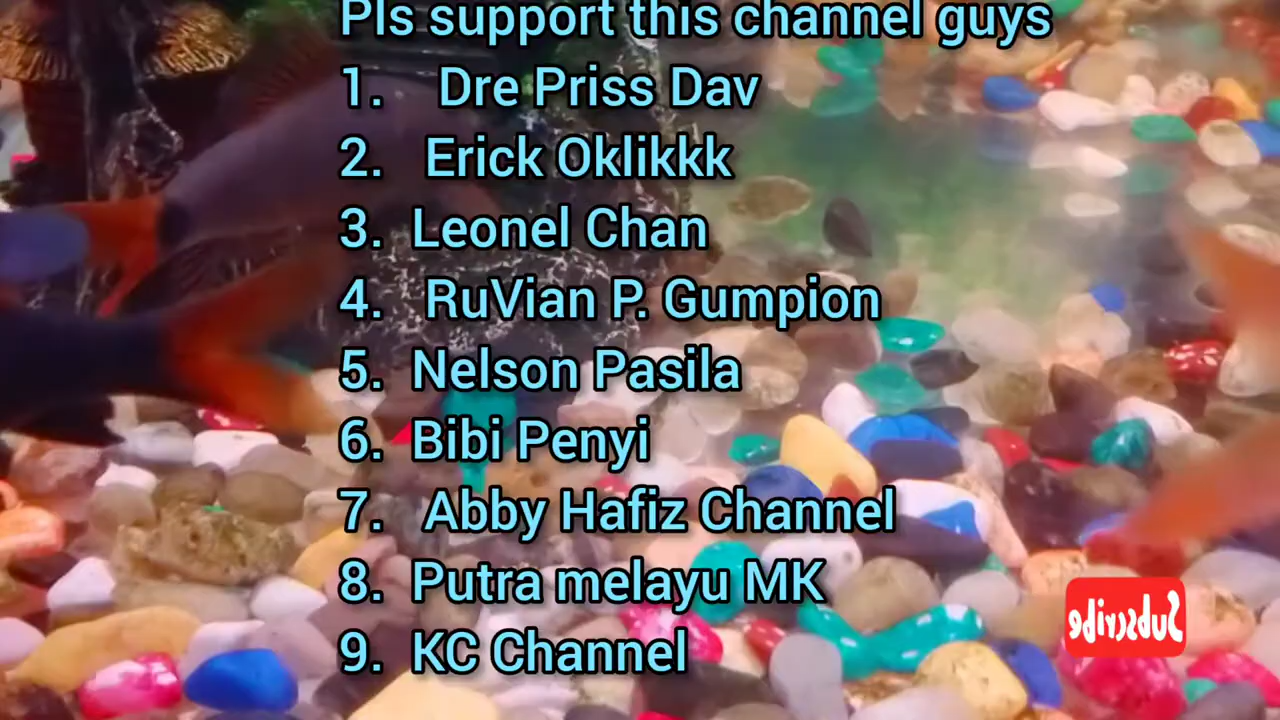 Pls support this channel guys
1. Dre Priss Dav
2. Erick Oklikkk
3. Leonel Chan
4. RuVian P. Gumpion
5. Nelson Pasila
6. Bibi Penyi
7. Abby Hafiz Channel
8. Putra melayu MK
9. KC Channel
Subscribe